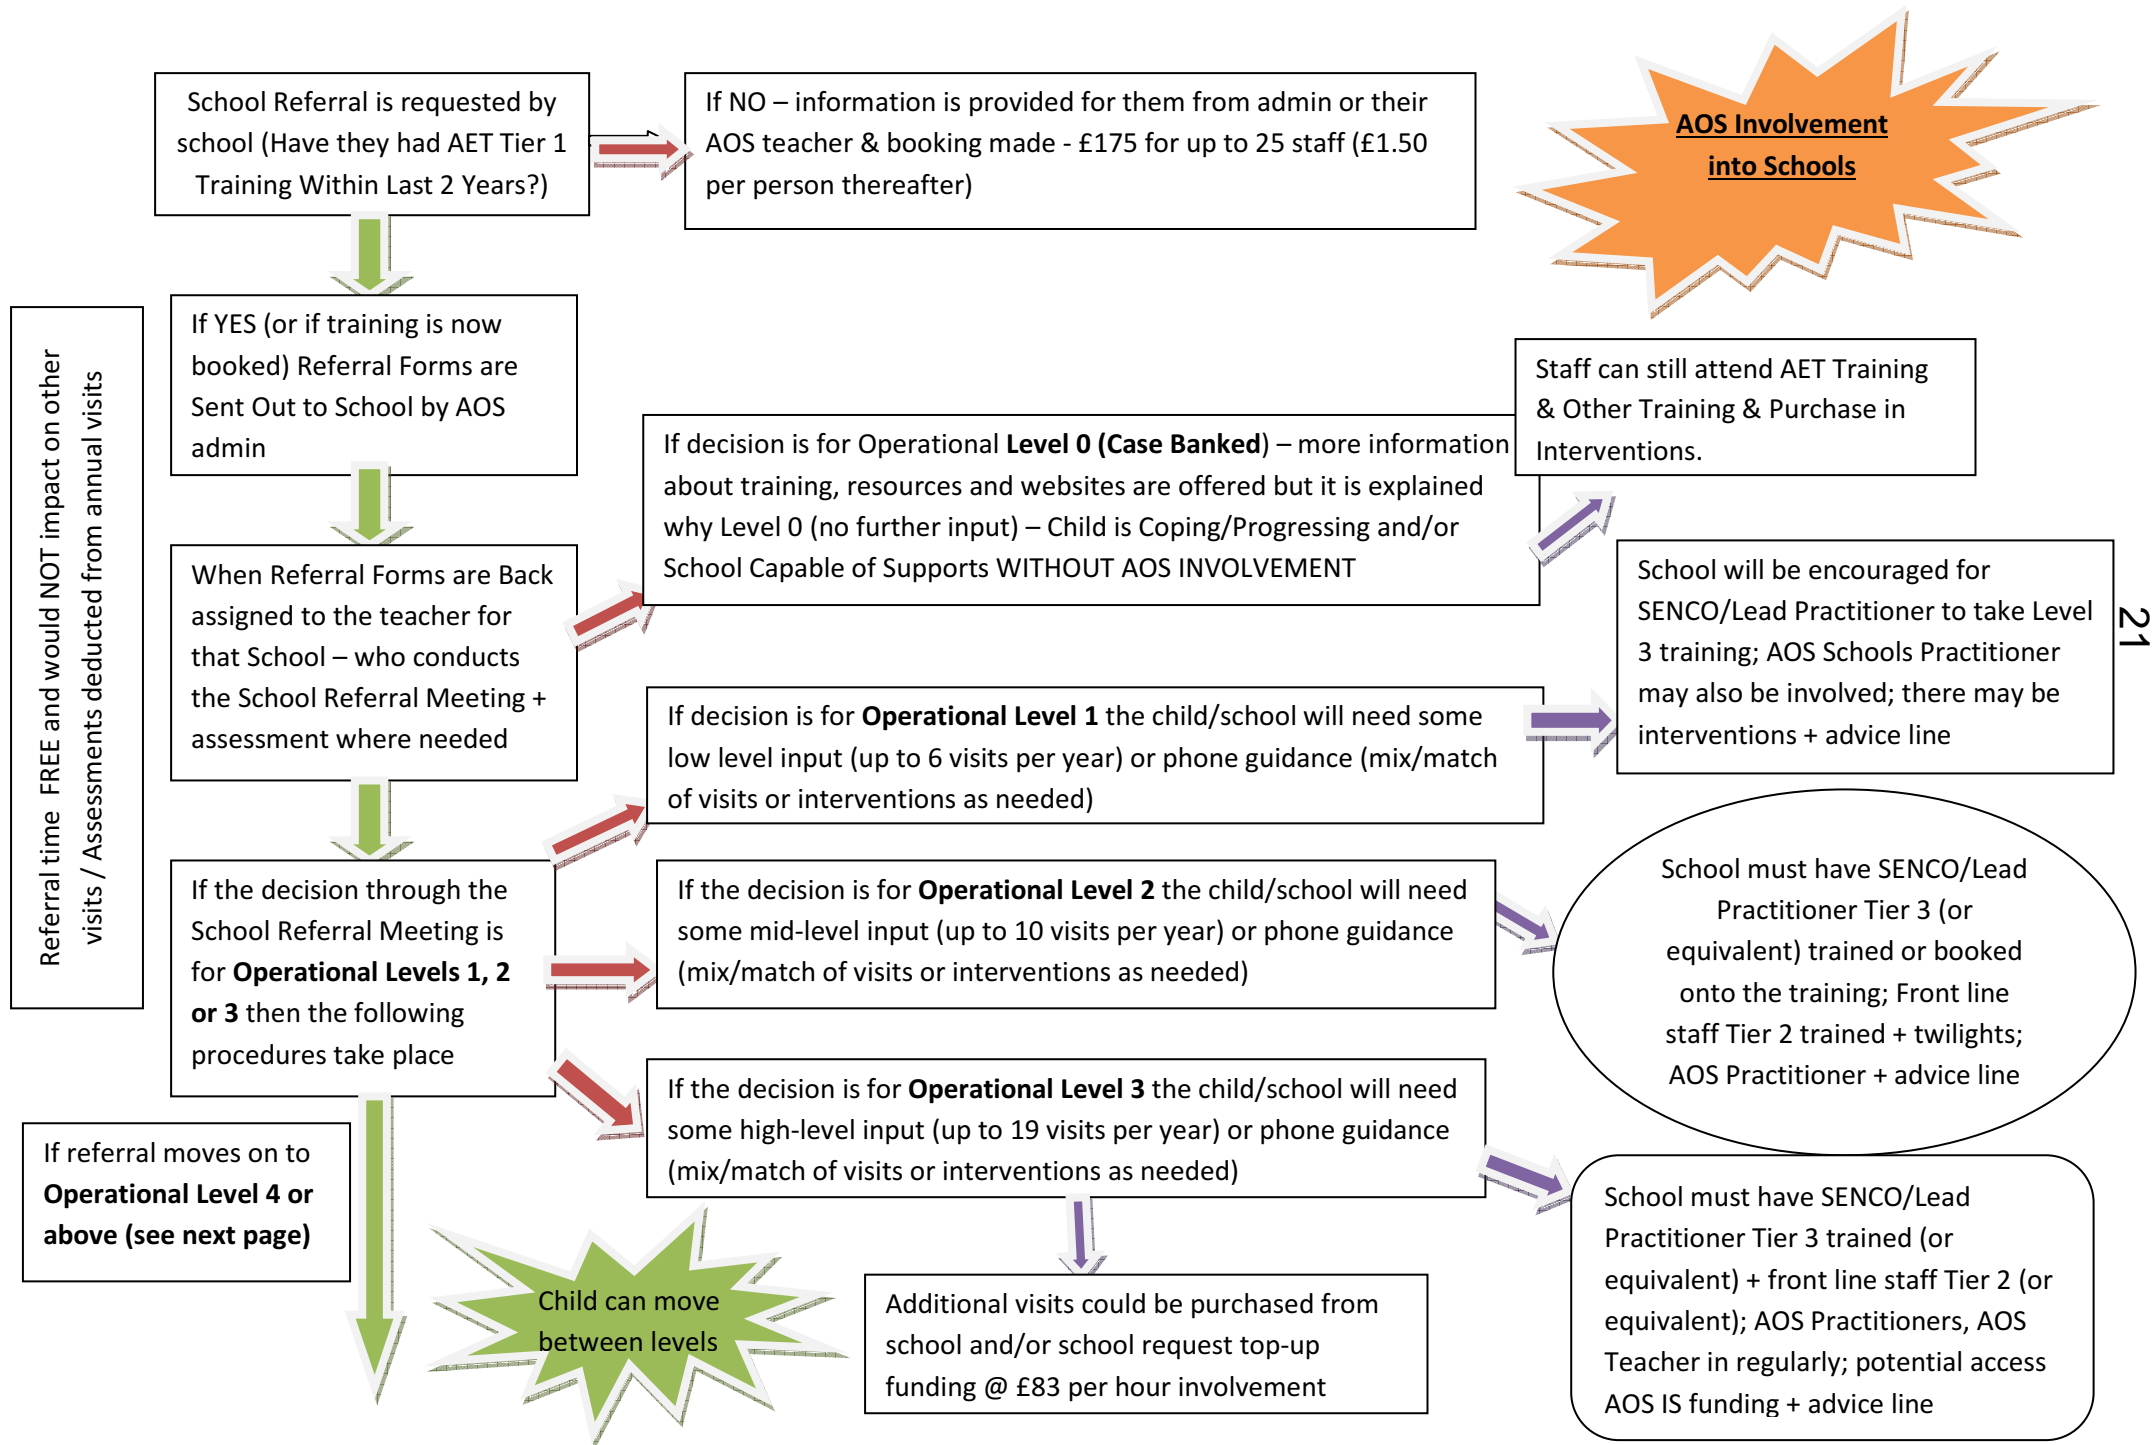 School Referral is requested by
school (Have they had AET Tier 1
Training Within Last 2 Years?)
If NO – information is provided for them from admin or their
AOS teacher & booking made - £175 for up to 25 staff (£1.50
per person thereafter)
AOS Involvement
into Schools
Referral time  FREE and would NOT impact on other
visits / Assessments deducted from annual visits
If YES (or if training is now
booked) Referral Forms are
Sent Out to School by AOS
admin
Staff can still attend AET Training
& Other Training & Purchase in
Interventions.
If decision is for Operational Level 0 (Case Banked) – more information
about training, resources and websites are offered but it is explained
why Level 0 (no further input) – Child is Coping/Progressing and/or
School Capable of Supports WITHOUT AOS INVOLVEMENT
When Referral Forms are Back
assigned to the teacher for
that School – who conducts
the School Referral Meeting +
assessment where needed
School will be encouraged for
SENCO/Lead Practitioner to take Level
3 training; AOS Schools Practitioner
may also be involved; there may be
interventions + advice line
21
If decision is for Operational Level 1 the child/school will need some
low level input (up to 6 visits per year) or phone guidance (mix/match
of visits or interventions as needed)
If the decision through the
School Referral Meeting is
for Operational Levels 1, 2
or 3 then the following
procedures take place
If the decision is for Operational Level 2 the child/school will need
some mid-level input (up to 10 visits per year) or phone guidance
(mix/match of visits or interventions as needed)
School must have SENCO/Lead
Practitioner Tier 3 (or
equivalent) trained or booked
onto the training; Front line
staff Tier 2 trained + twilights;
AOS Practitioner + advice line
If the decision is for Operational Level 3 the child/school will need
some high-level input (up to 19 visits per year) or phone guidance
(mix/match of visits or interventions as needed)
If referral moves on to
Operational Level 4 or
above (see next page)
School must have SENCO/Lead
Practitioner Tier 3 trained (or
equivalent) + front line staff Tier 2 (or
equivalent); AOS Practitioners, AOS
Teacher in regularly; potential access
AOS IS funding + advice line
Child can move
between levels
Additional visits could be purchased from
school and/or school request top-up
funding @ £83 per hour involvement